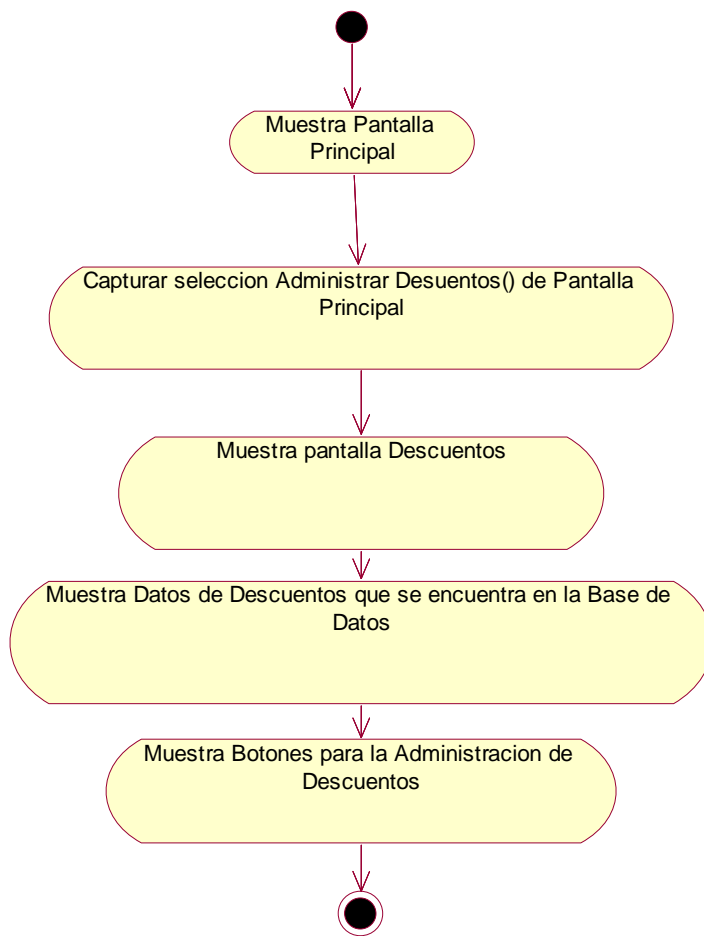 Muestra Pantalla
Principal
Capturar seleccion Administrar Desuentos() de Pantalla
Principal
Muestra pantalla Descuentos
Muestra Datos de Descuentos que se encuentra en la Base de
Datos
Muestra Botones para la Administracion de
Descuentos